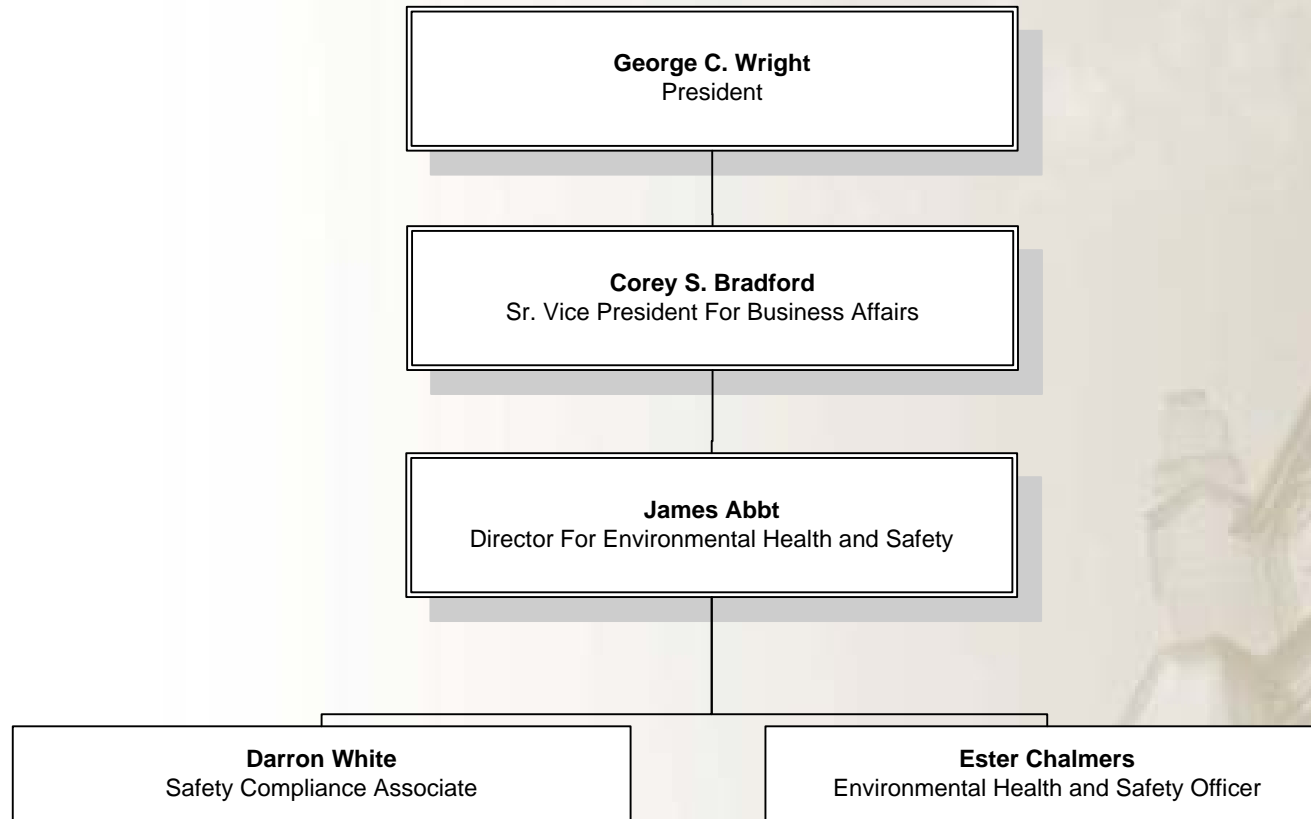 George C. Wright
President
Corey S. Bradford
Sr. Vice President For Business Affairs
James Abbt
Director For Environmental Health and Safety
Darron White
Safety Compliance Associate
Ester Chalmers
Environmental Health and Safety Officer